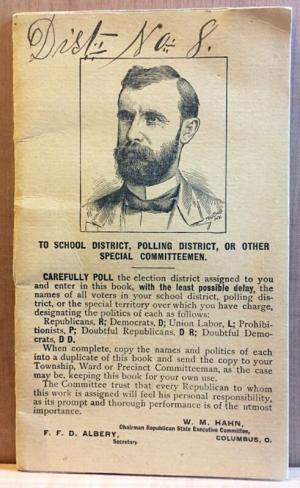 Dist. No. 8.
TO SCHOOL DISTRICT, POLLING DISTRICT, OR OTHER
SPECIAL COMMITTEEMEN.
CAREFULLY POLL the election district assigned to you
and enter in this book, with the least possible delay, the
names of all voters in your school district, polling dis-
trict, or the special territory over which you have charge,
designating the politics of each as follows:
Republicans, R; Democrats, D; Union Labor, L; Prohibi-
tionists, P; Doubtful Republicans, D R; Doubtful Demo-
crats, D D.
When complete, copy the names and politics of each
into a duplicate of this book and send the copy to your
Township, Ward or Precinct Committeeman, as the case
may be, keeping this book for your own use.
The Committee trust that every Republican to whom
this work is assigned will feel his personal responsibility,
as its prompt and thorough performance is of the utmost
importance.
W. M. HAHN,
Chairman Republican State Executive Committee,
F. F. D. ALBERY,
COLUMBUS, O.
Secretary.